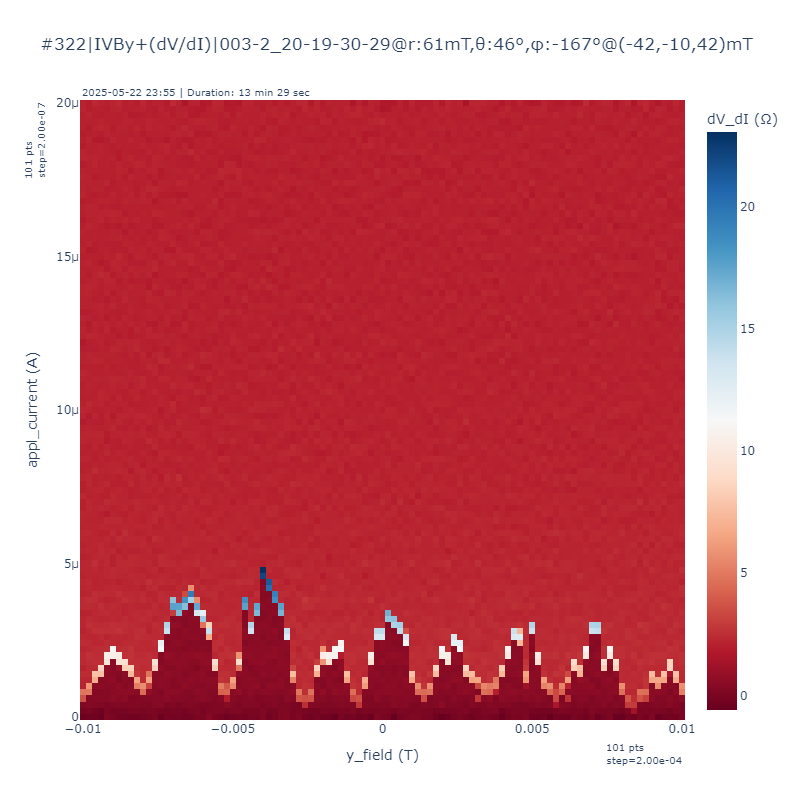 #322|IVBy+(dV/dI)|003-2_20-19-30-29@r:61mT,θ:46°,φ:-167°@(-42,-10,42)mT
2025-05-22 23:55 | Duration: 13 min 29 sec
101 pts
step=2.00e-07
dV_dI (Ω)
20μ
15μ
10μ
5μ
0
appl_current (A)
20
15
10
5
0
−0.01
−0.005
0
0.005
0.01
y_field (T)
101 pts
step=2.00e-04